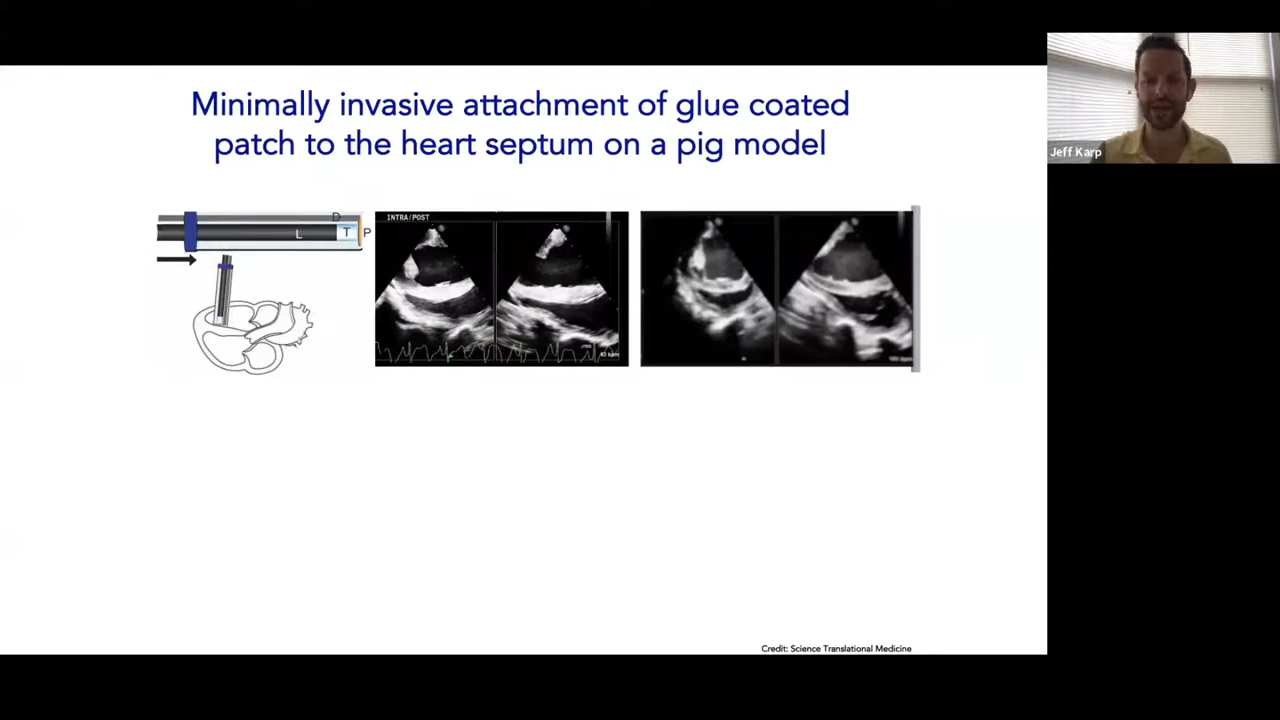 Minimally invasive attachment of glue coated
patch to the heart septum on a pig model
Jeff Karp
D
L
T
P
INTRA/POST
Credit: Science Translational Medicine